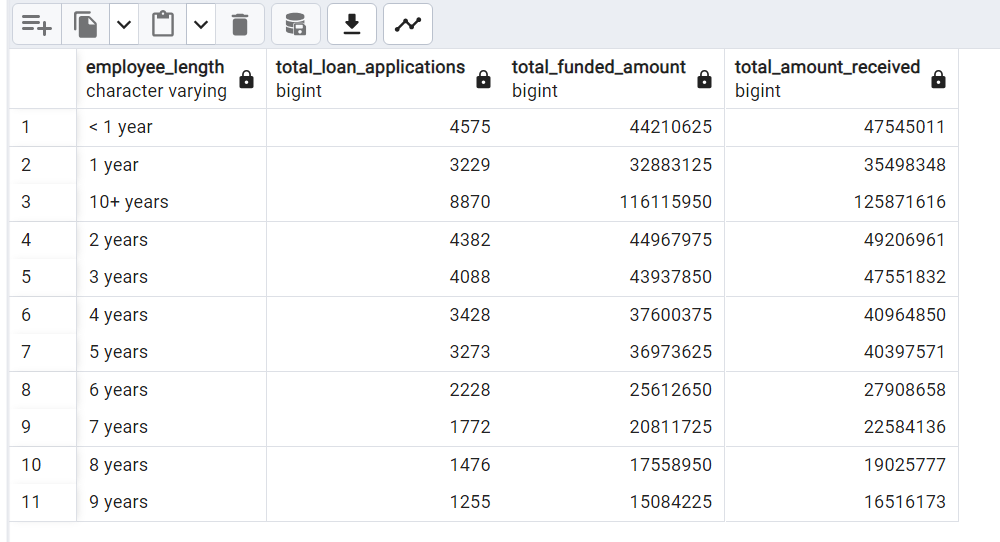 employee_length total_loan_applications total_funded_amount total_amount_received
character varying bigint bigint bigint
1 < 1 year 4575 44210625 47545011
2 1 year 3229 32883125 35498348
3 10+ years 8870 116115950 125871616
4 2 years 4382 44967975 49206961
5 3 years 4088 43937850 47551832
6 4 years 3428 37600375 40964850
7 5 years 3273 36973625 40397571
8 6 years 2228 25612650 27908658
9 7 years 1772 20811725 22584136
10 8 years 1476 17558950 19025777
11 9 years 1255 15084225 16516173